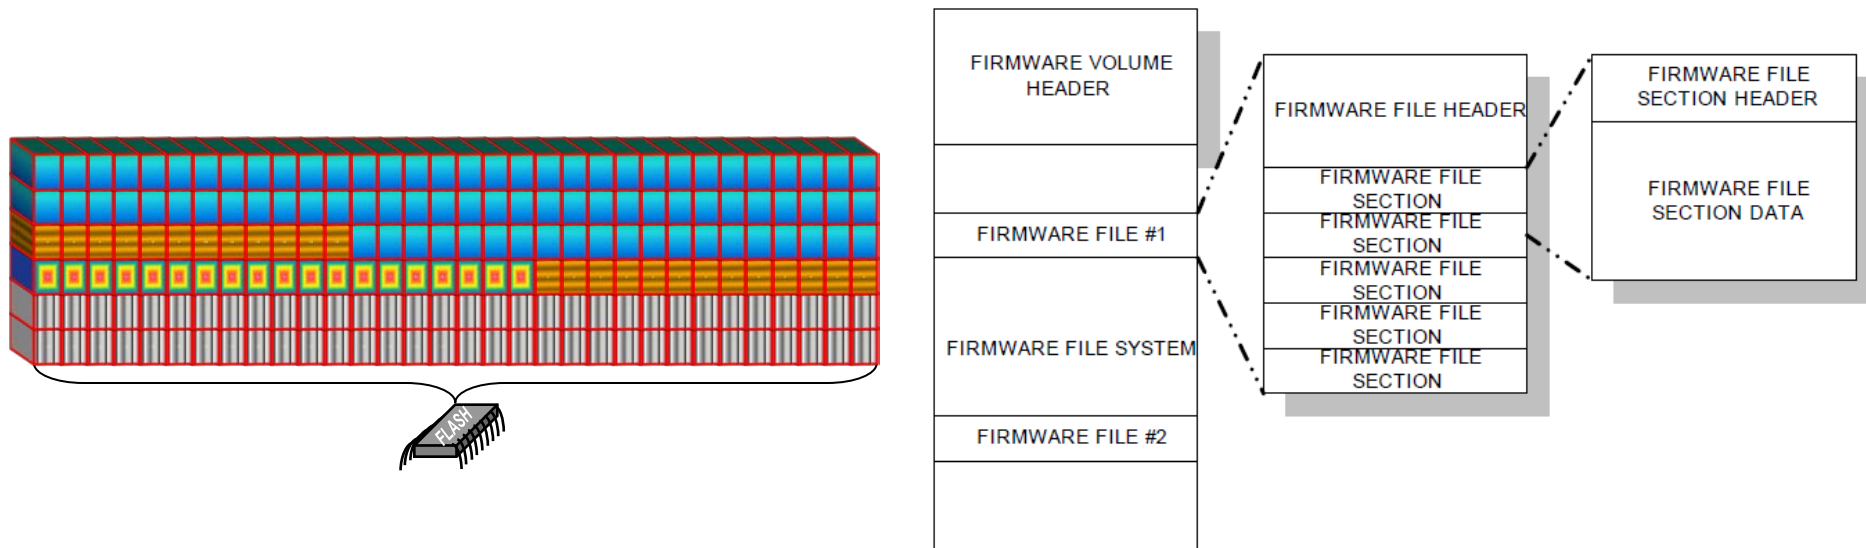 FLASH
FIRMWARE VOLUME
HEADER
FIRMWARE FILE #1
FIRMWARE FILE SYSTEM
FIRMWARE FILE #2
FIRMWARE FILE HEADER
FIRMWARE FILE
SECTION
FIRMWARE FILE
SECTION
FIRMWARE FILE
SECTION
FIRMWARE FILE
SECTION
FIRMWARE FILE
SECTION
FIRMWARE FILE
SECTION HEADER
FIRMWARE FILE
SECTION DATA